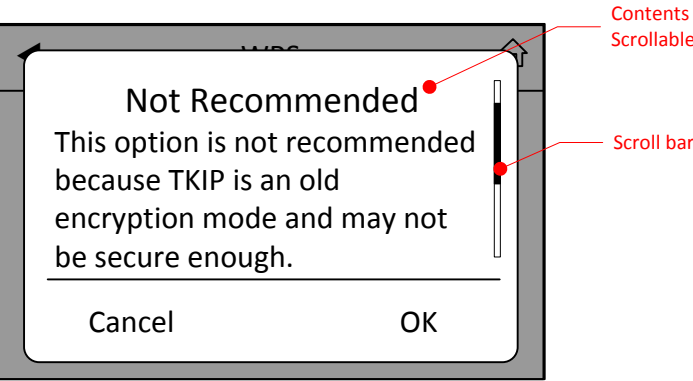 Contents
Scrollable
Not Recommended
This option is not recommended
because TKIP is an old
encryption mode and may not
be secure enough.
Scroll bar
Cancel
OK